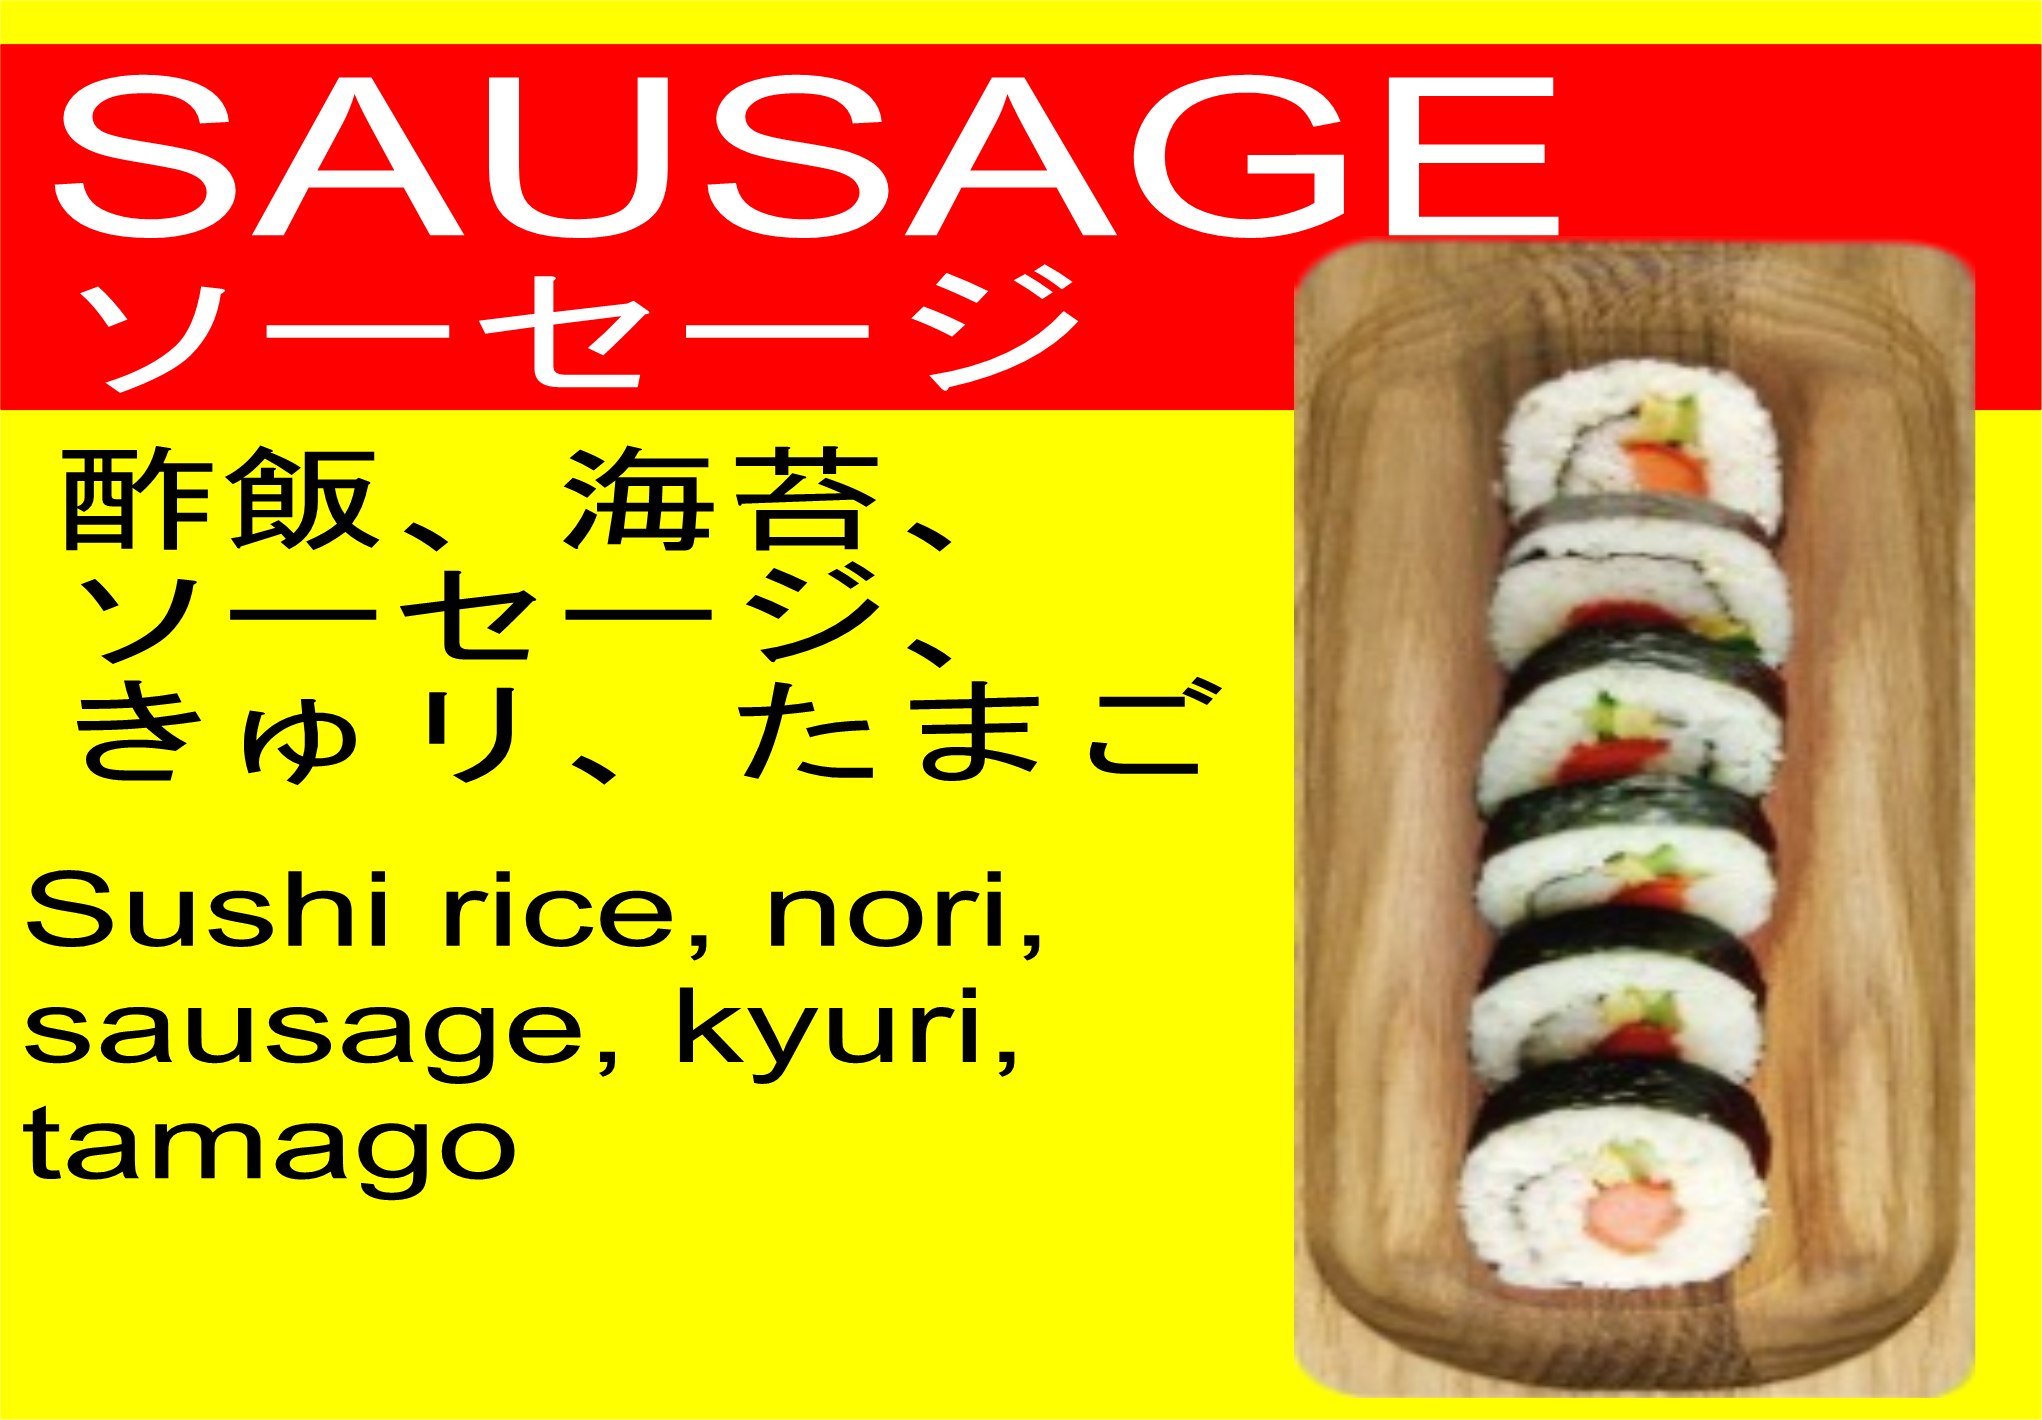 SAUSAGE
ソーセージ
酢飯、海苔、
ソーセージ、
きゅリ、たまご
Sushi rice, nori,
sausage, kyuri,
tamago